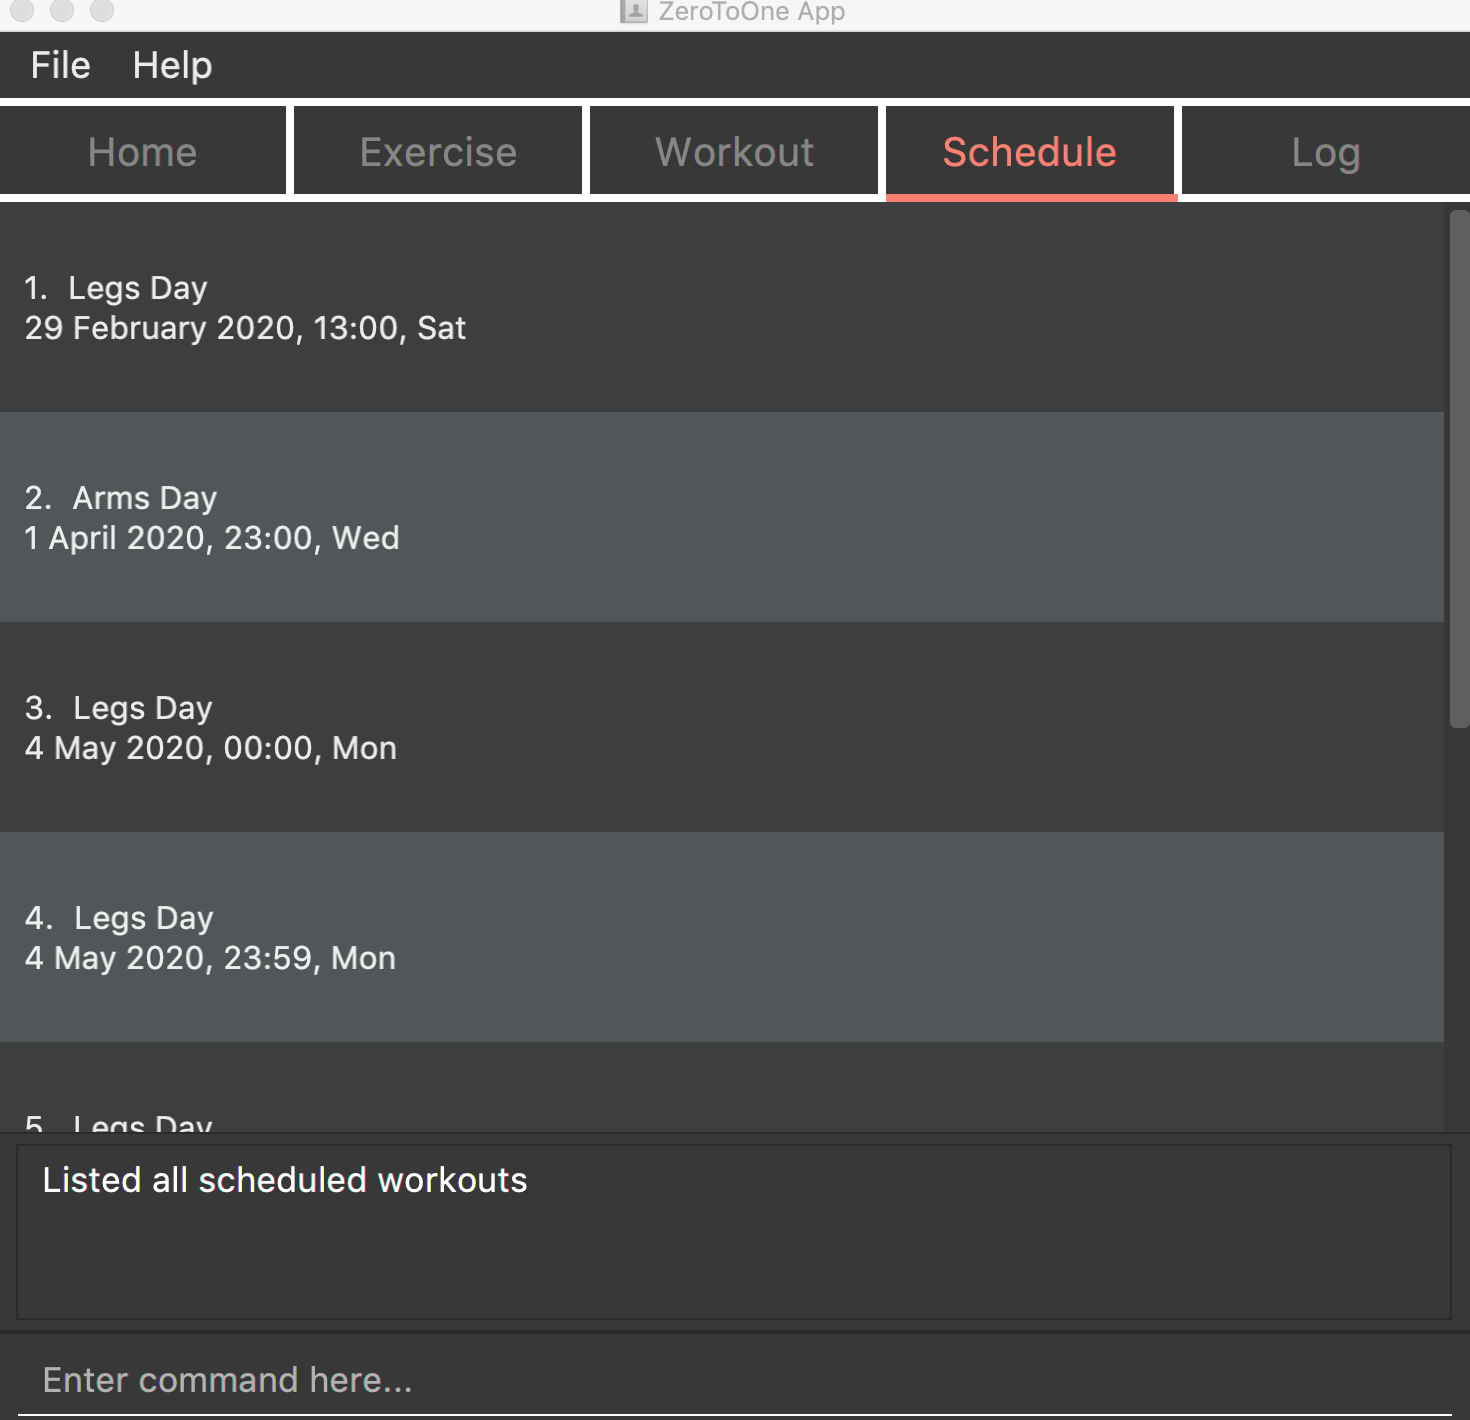 ZeroToOne App
File Help
Home Exercise Workout Schedule Log
1. Legs Day
29 February 2020, 13:00, Sat
2. Arms Day
1 April 2020, 23:00, Wed
3. Legs Day
4 May 2020, 00:00, Mon
4. Legs Day
4 May 2020, 23:59, Mon
5. Legs Day
Listed all scheduled workouts
Enter command here...